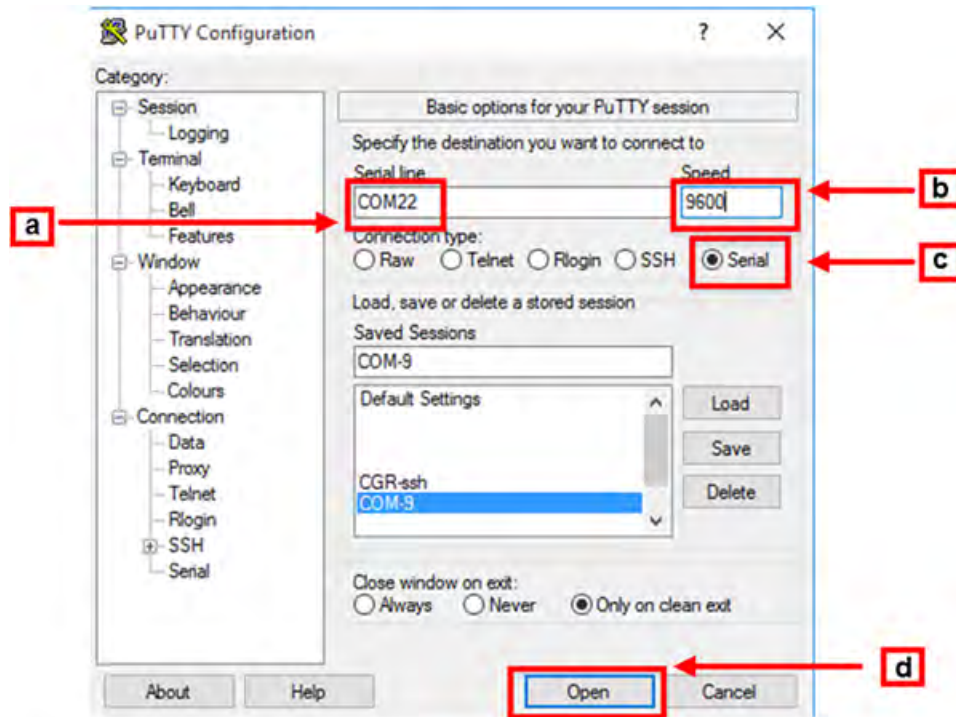 PuTTY Configuration ? ×
Category:
Session
Logging
Terminal
Keyboard
Bell
Features
Window
Appearance
Behaviour
Translation
Selection
Colours
Connection
Data
Proxy
Telnet
Rlogin
SSH
Serial
Basic options for your PuTTY session
Specify the destination you want to connect to
Serial line Speed
COM22 9600
Connection type:
Raw Telnet Rlogin SSH Serial
Load, save or delete a stored session
Saved Sessions
COM-9
Default Settings
CGR-ssh
COM-9
Load
Save
Delete
Close window on exit:
Always Never Only on clean exit
About Help Open Cancel
a
b
c
d